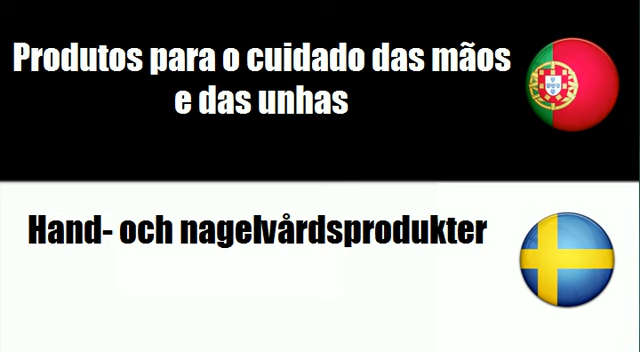 Produtos para o cuidado das mãos
e das unhas
Hand- och nagelvårdsprodukter